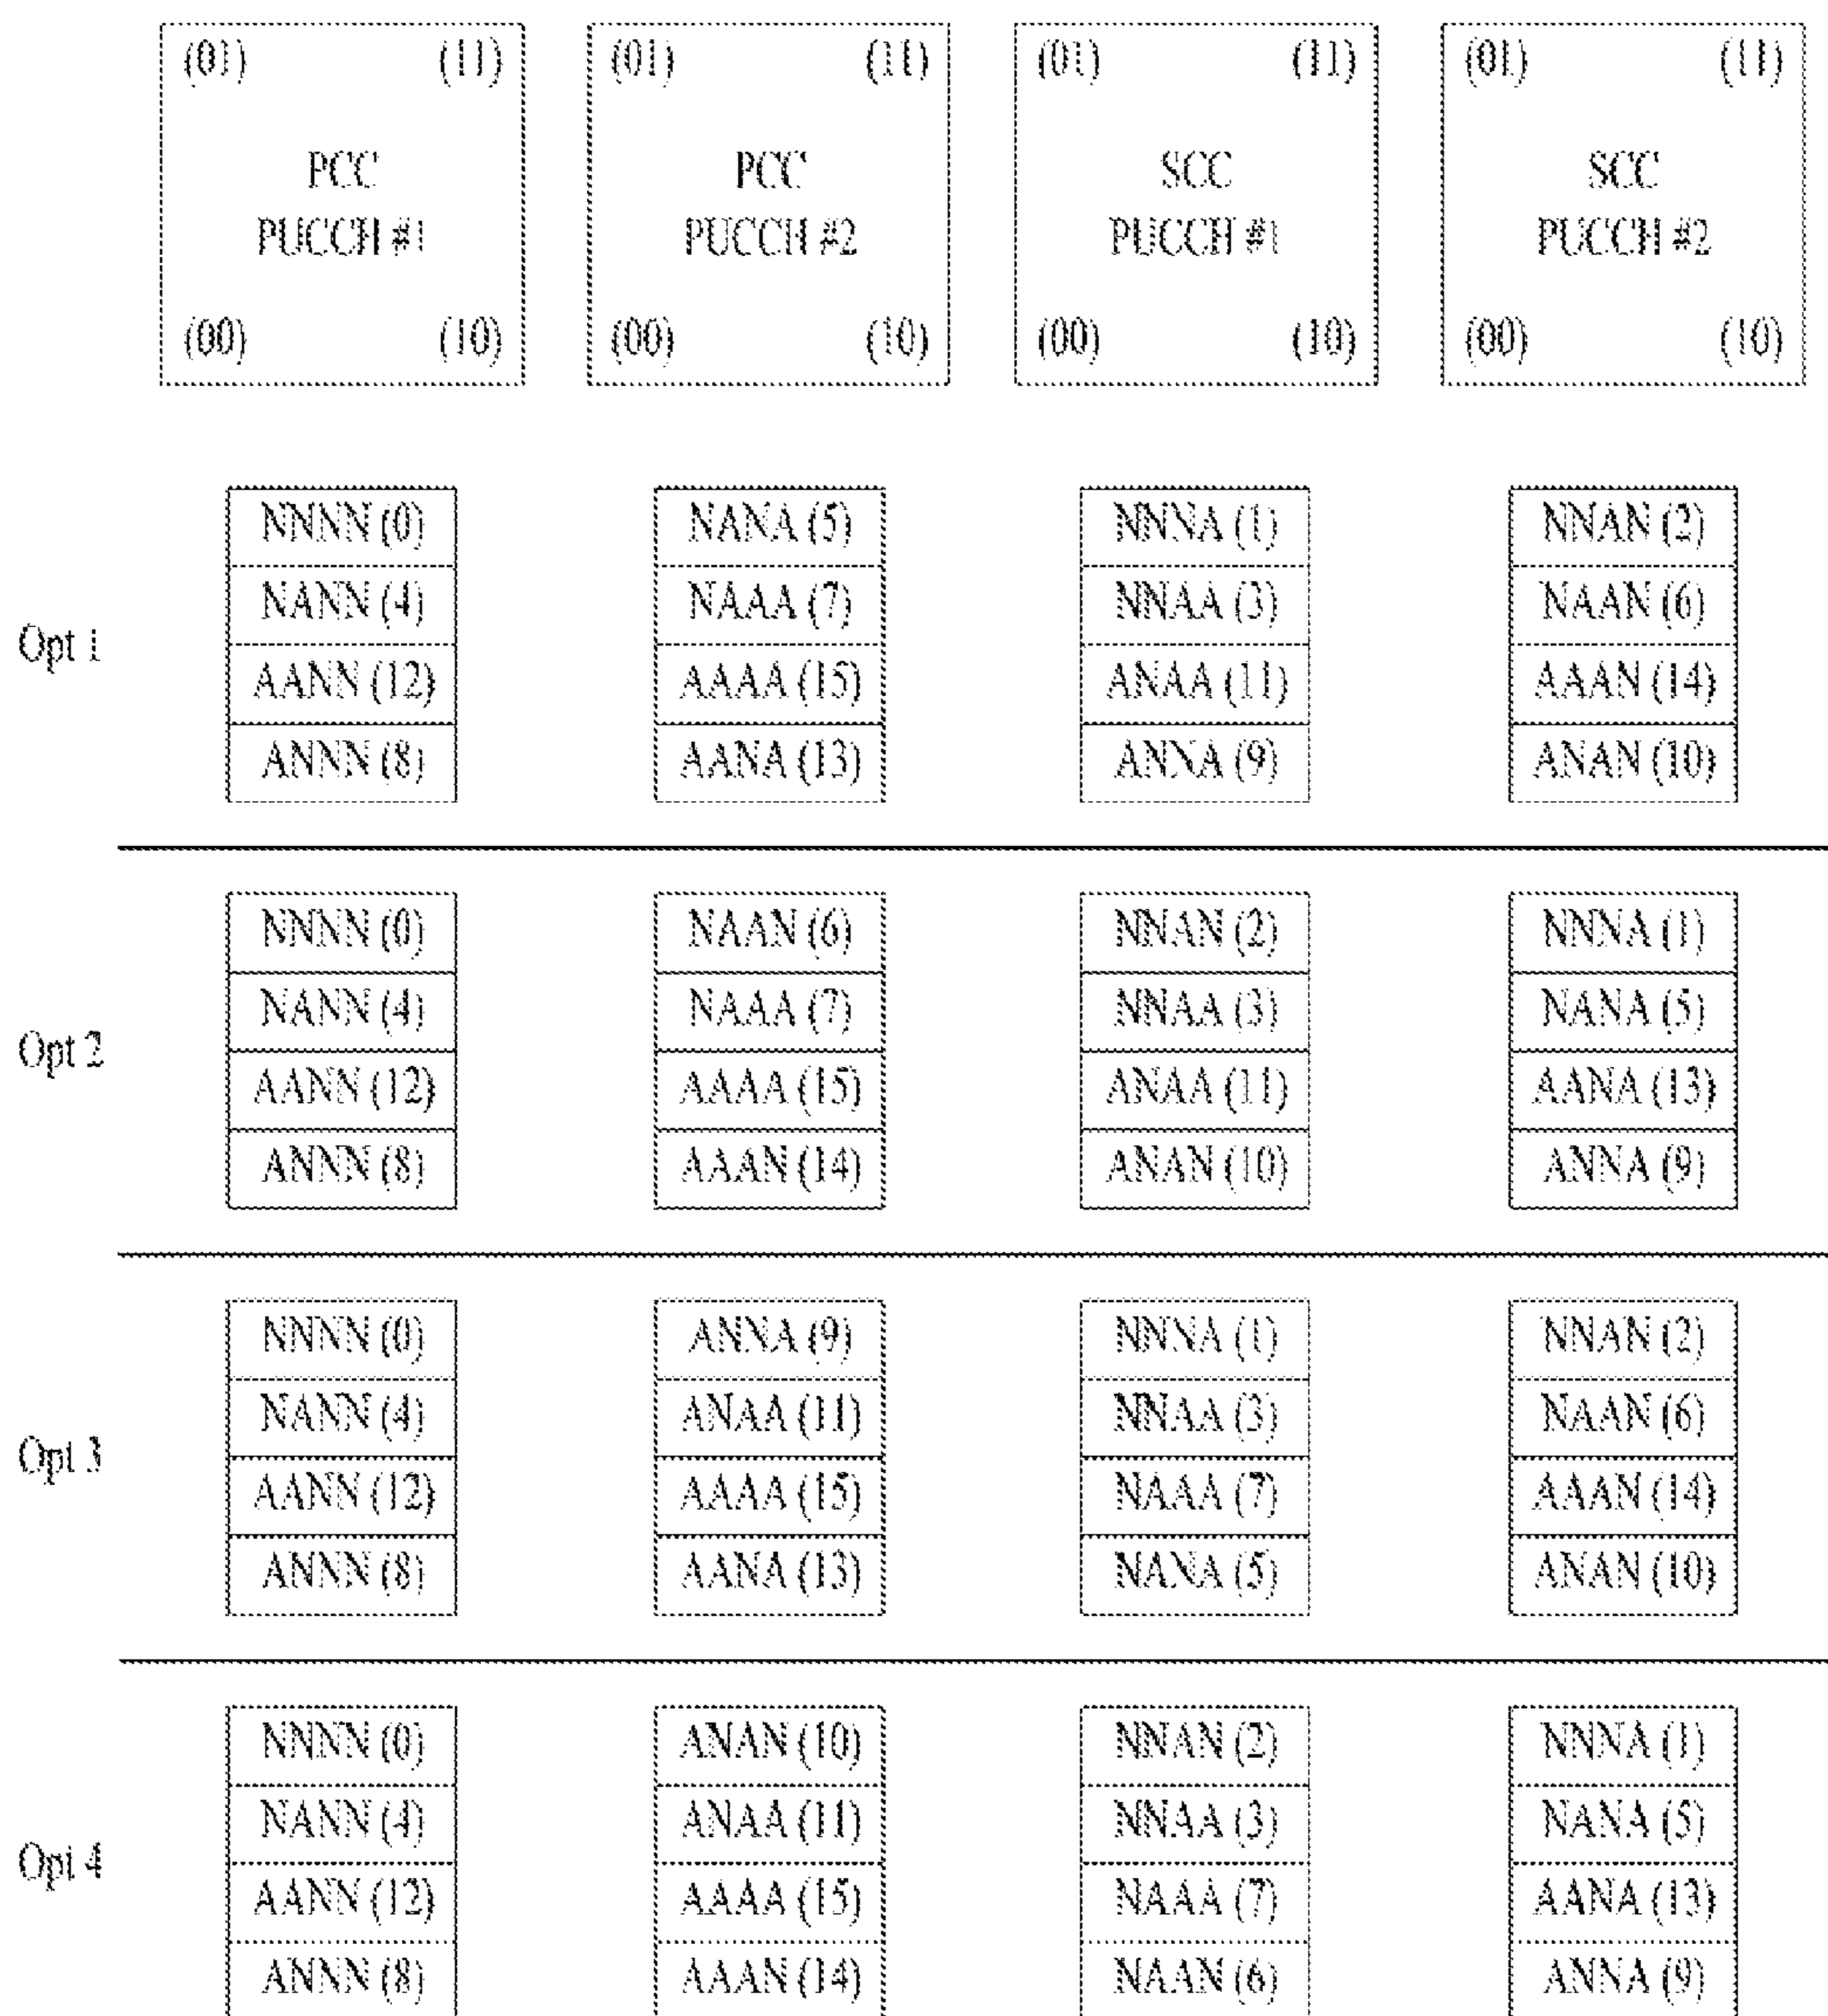 (01) (11) (01) (11) (01) (11) (01) (11)
PCC PCC SCC SCC
PUCCH #1 PUCCH #2 PUCCH #1 PUCCH #2
(00) (10) (00) (10) (00) (10) (00) (10)
NNNN (0) NANA (5) NNNA (1) NNAN (2)
NANN (4) NAAA (7) NNAA (3) NAAN (6)
Opt 1
AANN (12) AAAA (15) ANAA (11) AAAN (14)
ANNN (8) AANA (13) ANNA (9) ANAN (10)
NNNN (0) NAAN (6) NNAN (2) NNNA (1)
NANN (4) NAAA (7) NNAA (3) NANA (5)
Opt 2
AANN (12) AAAA (15) ANAA (11) AANA (13)
ANNN (8) AAAN (14) ANAN (10) ANNA (9)
NNNN (0) ANNA (9) NNNA (1) NNAN (2)
NANN (4) ANAA (11) NNAA (3) NAAN (6)
Opt 3
AANN (12) AAAA (15) NAAA (7) AAAN (14)
ANNN (8) AANA (13) NANA (5) ANAN (10)
NNNN (0) ANAN (10) NNAN (2) NNNA (1)
NANN (4) ANAA (11) NNAA (3) NANA (5)
Opt 4
AANN (12) AAAA (15) NAAA (7) AANA (13)
ANNN (8) AAAN (14) NAAN (6) ANNA (9)